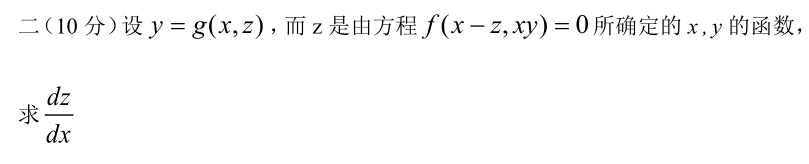 二（10 分）设 y = g(x, z) ，而 z 是由方程 f(x − z, xy) = 0 所确定的 x , y 的函数，
求 dz/dx